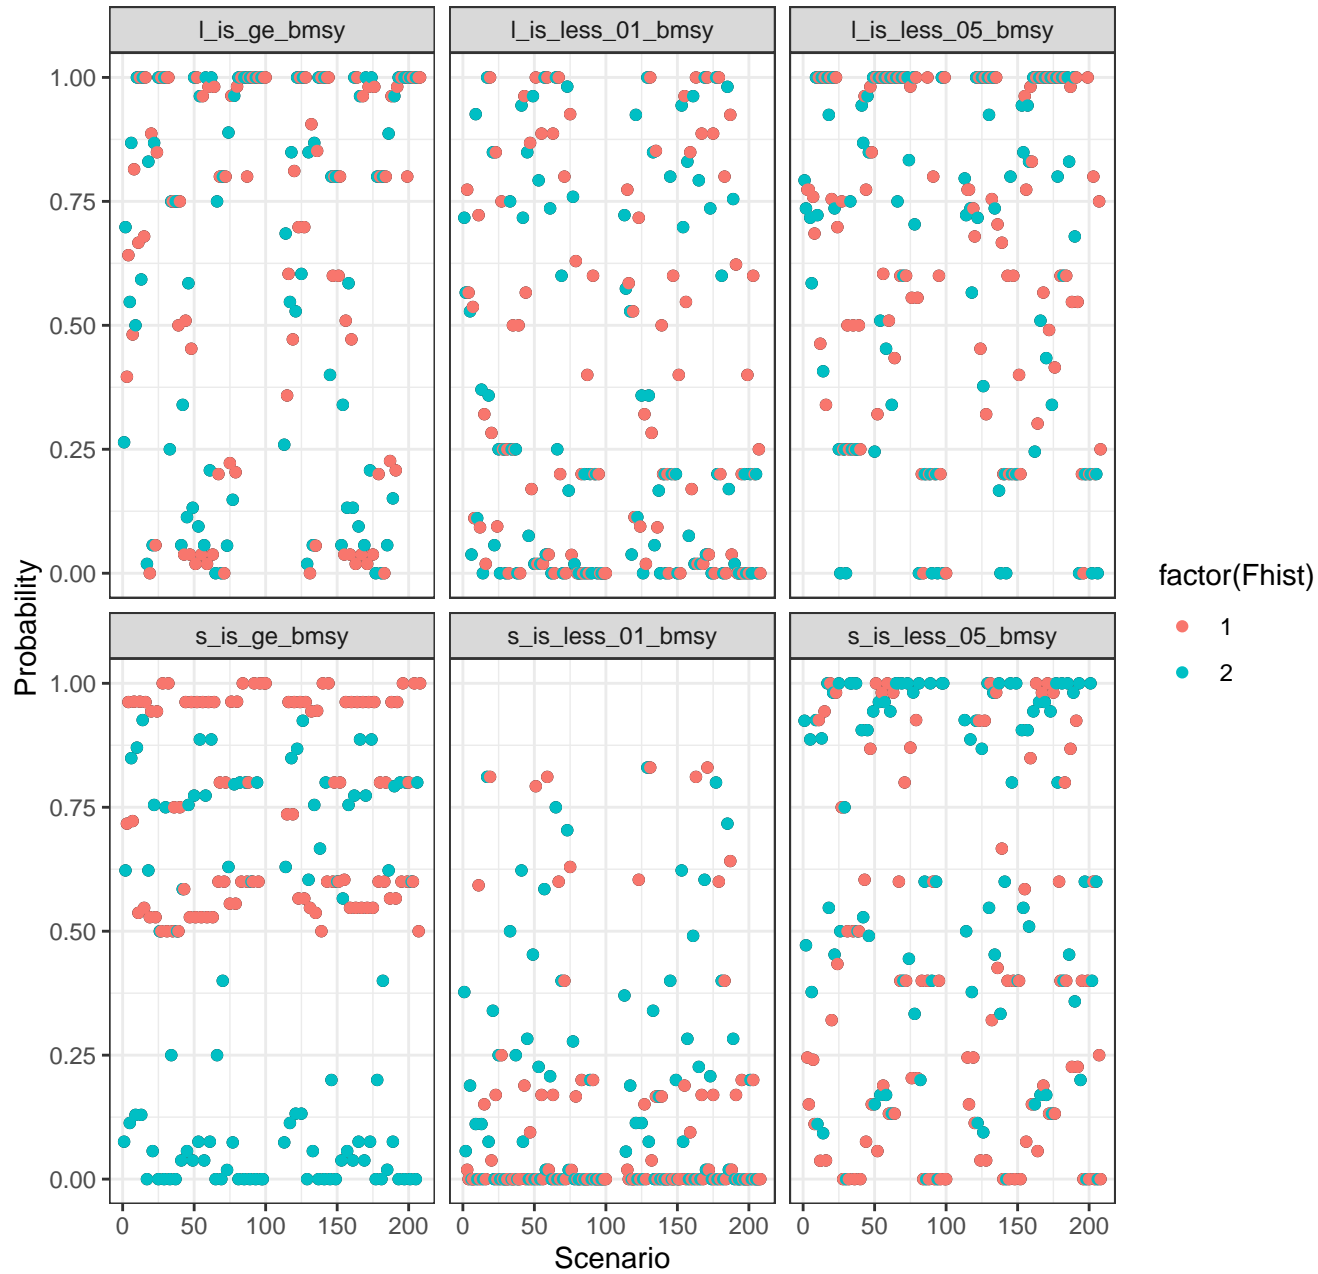 l_is_ge_bmsy l_is_less_01_bmsy l_is_less_05_bmsy
1.00
0.75
0.50
0.25
0.00
s_is_ge_bmsy s_is_less_01_bmsy s_is_less_05_bmsy
1.00
0.75
0.50
0.25
0.00
0 50 100 150 200 0 50 100 150 200 0 50 100 150 200
Scenario
Probability
factor(Fhist)
1
2